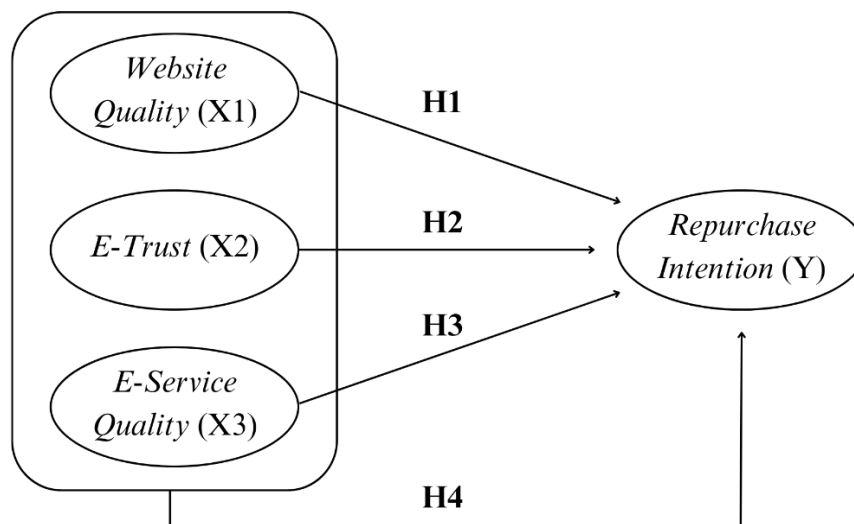 Website
Quality (X1)
H1
E-Trust (X2)
H2
Repurchase
Intention (Y)
H3
E-Service
Quality (X3)
H4